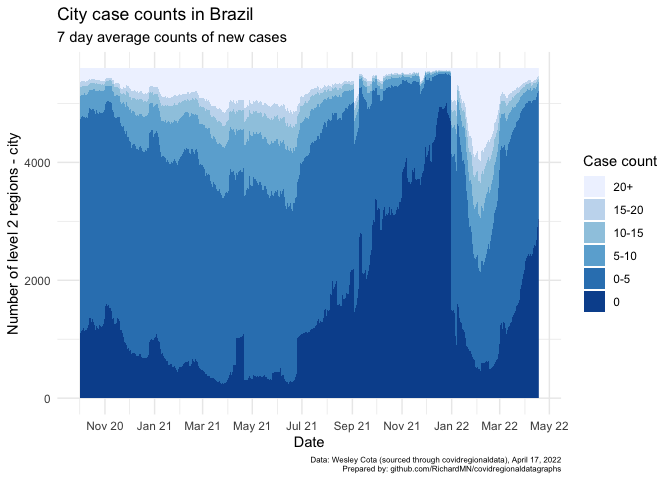 City case counts in Brazil
7 day average counts of new cases
Number of level 2 regions - city
4000
2000
0
Nov 20 Jan 21 Mar 21 May 21 Jul 21 Sep 21 Nov 21 Jan 22 Mar 22 May 22
Date
Case count
20+
15-20
10-15
5-10
0-5
0
Data: Wesley Cota (sourced through covidregionaldata), April 17, 2022
Prepared by: github.com/RichardMN/covidregionaldatagraphs